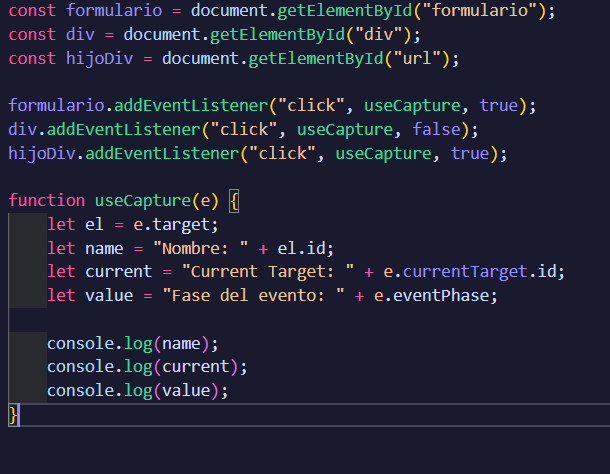 const formulario = document.getElementById("formulario");
const div = document.getElementById("div");
const hijoDiv = document.getElementById("url");
formulario.addEventListener("click", useCapture, true);
div.addEventListener("click", useCapture, false);
hijoDiv.addEventListener("click", useCapture, true);
function useCapture(e) {
let el = e.target;
let name = "Nombre: " + el.id;
let current = "Current Target: " + e.currentTarget.id;
let value = "Fase del evento: " + e.eventPhase;
console.log(name);
console.log(current);
console.log(value);
}